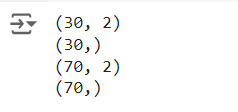 (30, 2)
(30,)
(70, 2)
(70,)